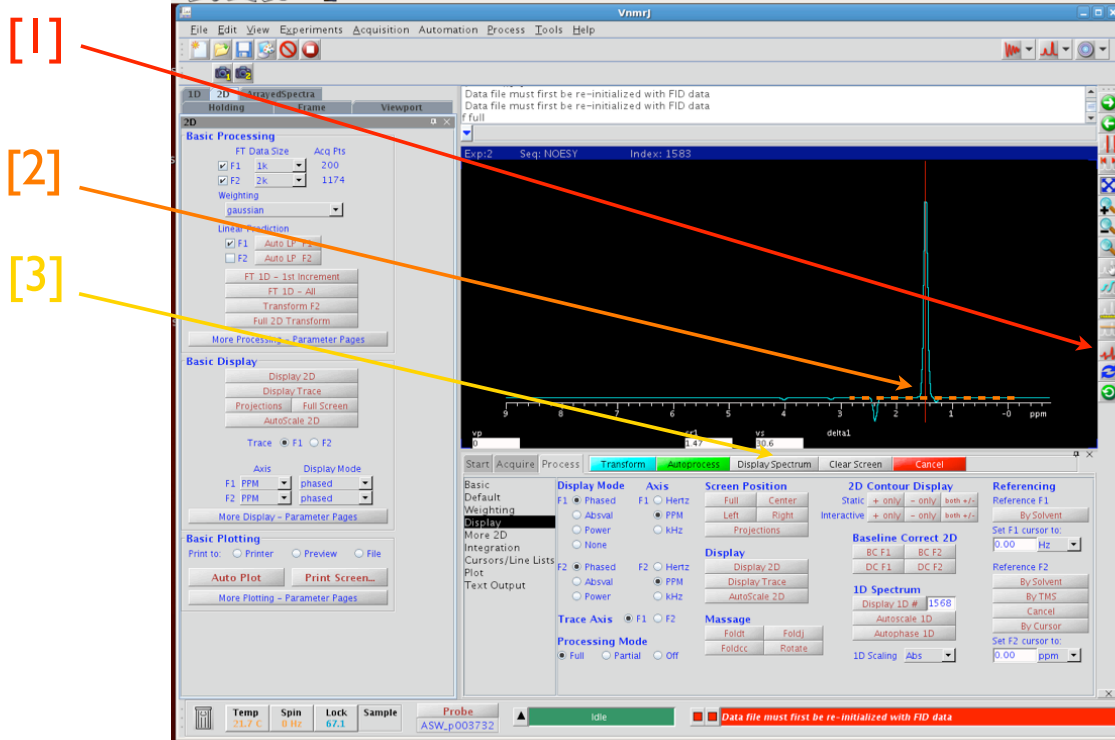 VnmrJ
[1]
File Edit View Experiments Acquisition Automation Process Tools Help
1D 2D ArrayedSpectra
Holding Frame Viewport
2D
Basic Processing
FT Data Size Acq Pts
F1 1k 200
F2 2k 1174
Weighting
gaussian
Linear Prediction
F1 Auto LP F1
F2 Auto LP F2
FT 1D - 1st Increment
FT 1D - All
Transform F2
Full 2D Transform
More Processing - Parameter Pages
[2]
[3]
Basic Display
Display 2D
Display Trace
Projections Full Screen
AutoScale 2D
Trace F1 F2
Axis Display Mode
F1 PPM phased
F2 PPM phased
More Display - Parameter Pages
Basic Plotting
Print to: Printer Preview File
Auto Plot Print Screen...
More Plotting - Parameter Pages
Data file must first be re-initialized with FID data
Data file must first be re-initialized with FID data
f full
Exp:2 Seq: NOESY Index: 1583
9 8 7 6 5 4 3 2 1 -0 ppm
vp cr1 vs delta1
0 1.47 30.6
Start Acquire Process Transform Autoprocess Display Spectrum Clear Screen Cancel
Basic
Default
Weighting
Display
More 2D
Integration
Cursors/Line Lists
Plot
Text Output
Display Mode Axis
F1 Phased F1 Hertz
Absval PPM
Power kHz
None
F2 Phased F2 Hertz
Absval PPM
Power kHz
Trace Axis F1 F2
Processing Mode
Full Partial Off
Screen Position
Full Center
Left Right
Projections
Display
Display 2D
Display Trace
AutoScale 2D
Massage
Foldt Foldj
Foldcc Rotate
2D Contour Display
Static + only - only both +/-
Interactive + only - only both +/-
Baseline Correct 2D
BC F1 BC F2
DC F1 DC F2
1D Spectrum
Display 1D # 1568
Autoscale 1D
Autophase 1D
1D Scaling Abs
Referencing
Reference F1
By Solvent
Set F1 cursor to:
0.00 Hz
Reference F2
By Solvent
By TMS
Cancel
By Cursor
Set F2 cursor to:
0.00 ppm
Temp Spin Lock Sample Probe
21.7 C 0 Hz 67.1 ASW_p003732
Idle
Data file must first be re-initialized with FID data